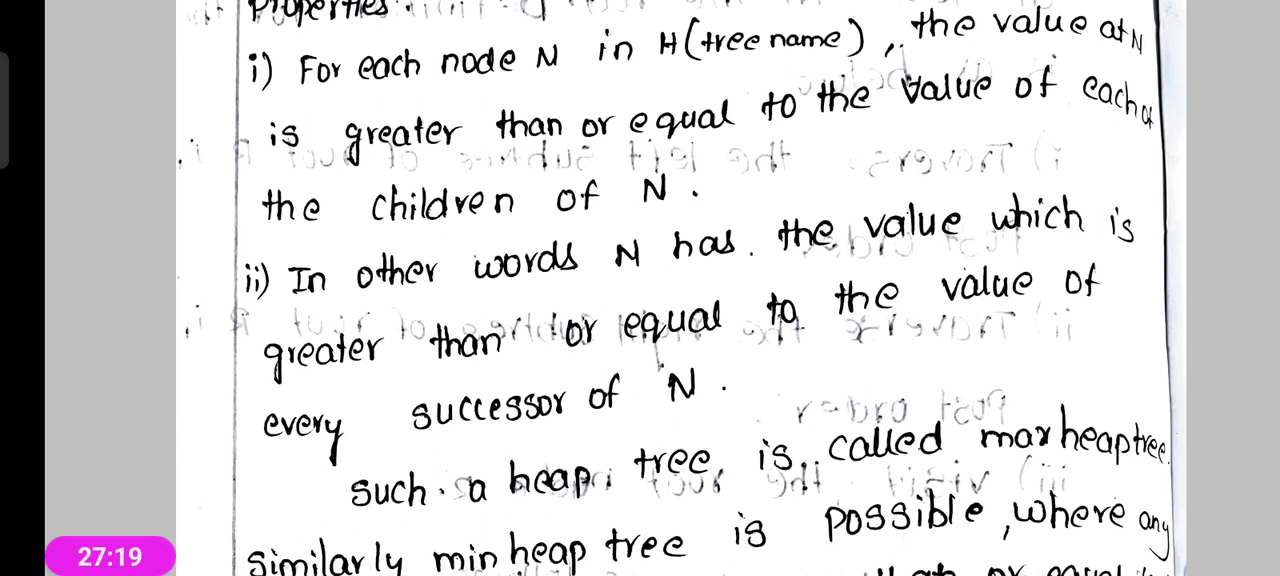 Properties :
i) For each node N in H(tree name), the value at N
is greater than or equal to the value of each of
the children of N.
ii) In other words N has the value which is
greater than or equal to the value of
every successor of N.
such a heap tree is called max heap tree.
similarly min heap tree is possible, where any
or equal
27:19